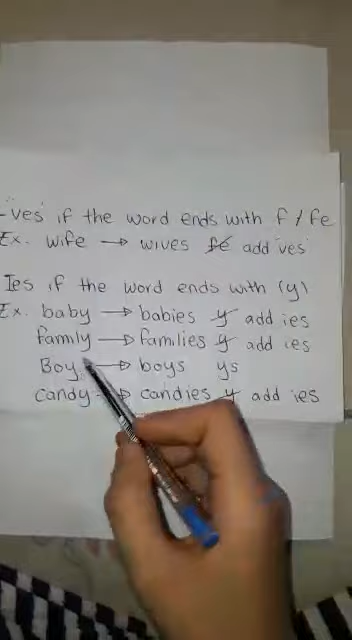 -"ves" if the word ends with f / fe
Ex. wife → wives fe add "ves"
Ies if the word ends with (y)
Ex. baby → babies y add ies
famly → famlies y add ies
Boy → boys ys
candy → candies y add ies